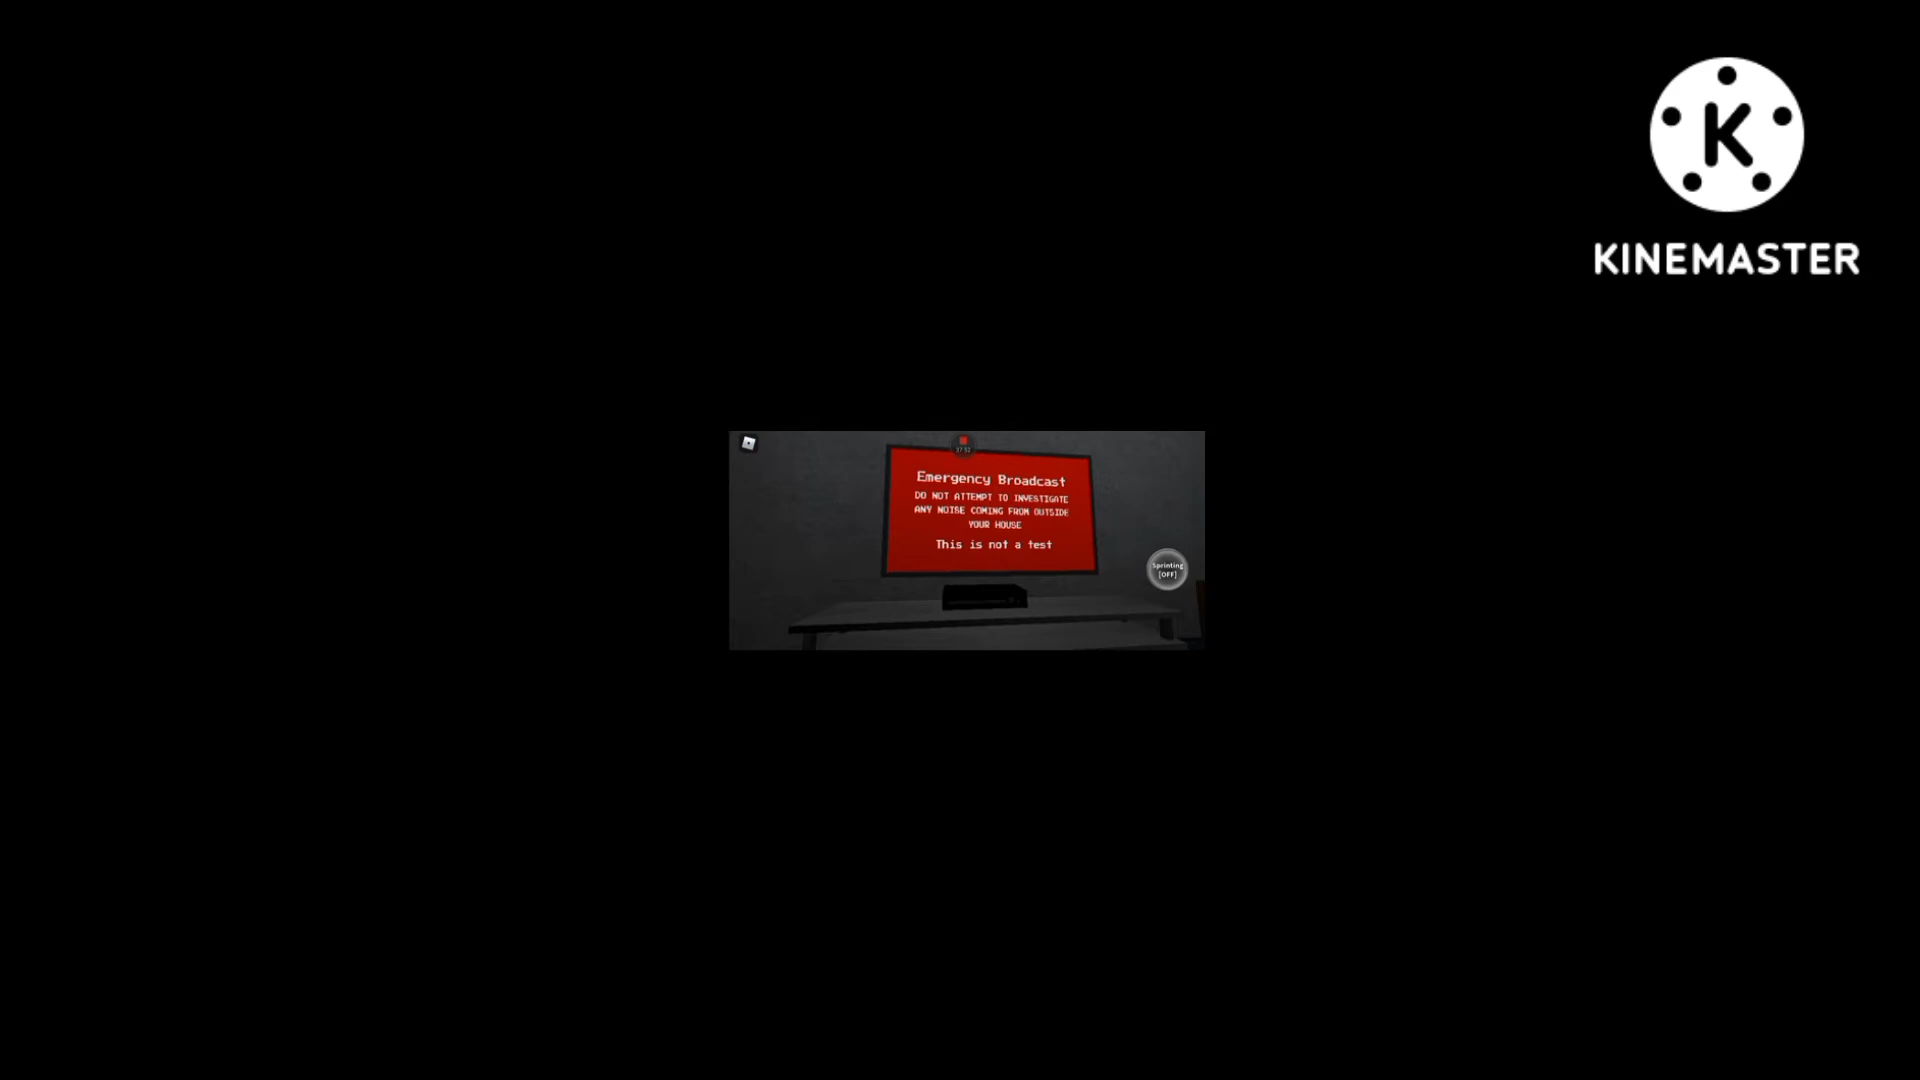 K
KINEMASTER
Emergency Broadcast
DO NOT ATTEMPT TO INVESTIGATE
ANY NOISE COMING FROM OUTSIDE
YOUR HOUSE
This is not a test
Sprinting
[OFF]